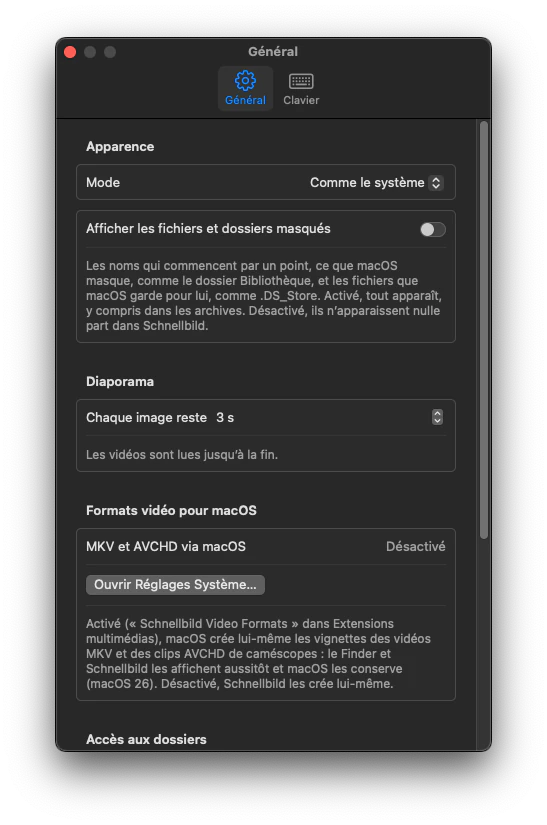 Général
Général
Clavier
Apparence
Mode
Comme le système
Afficher les fichiers et dossiers masqués
Les noms qui commencent par un point, ce que macOS
masque, comme le dossier Bibliothèque, et les fichiers que
macOS garde pour lui, comme .DS_Store. Activé, tout apparaît,
y compris dans les archives. Désactivé, ils n’apparaissent nulle
part dans Schnellbild.
Diaporama
Chaque image reste 3 s
Les vidéos sont lues jusqu’à la fin.
Formats vidéo pour macOS
MKV et AVCHD via macOS
Désactivé
Ouvrir Réglages Système…
Activé (« Schnellbild Video Formats » dans Extensions
multimédias), macOS crée lui-même les vignettes des vidéos
MKV et des clips AVCHD de caméscopes : le Finder et
Schnellbild les affichent aussitôt et macOS les conserve
(macOS 26). Désactivé, Schnellbild les crée lui-même.
Accès aux dossiers